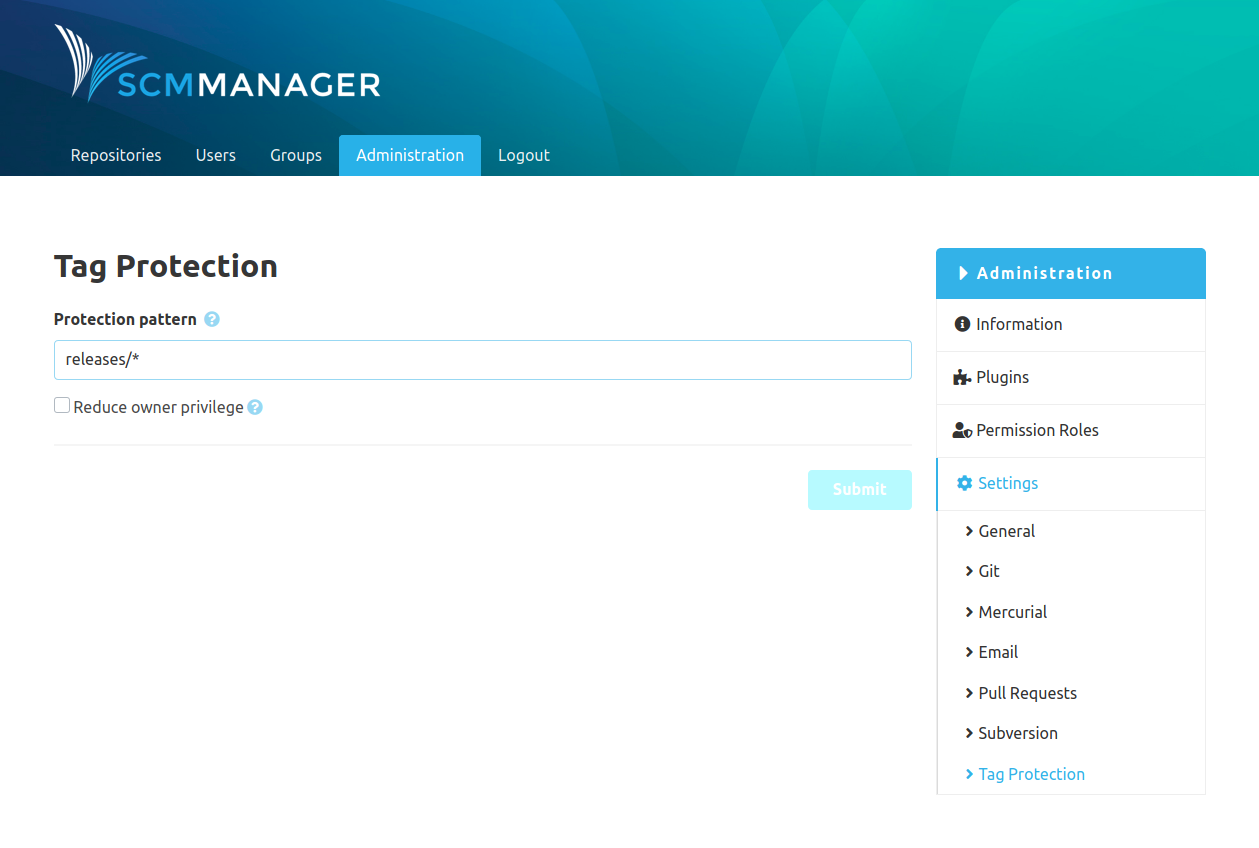 SCMMANAGER
Repositories Users Groups Administration Logout
Tag Protection
Protection pattern ?
releases/*
Reduce owner privilege ?
Submit
Administration
Information
Plugins
Permission Roles
Settings
General
Git
Mercurial
Email
Pull Requests
Subversion
Tag Protection